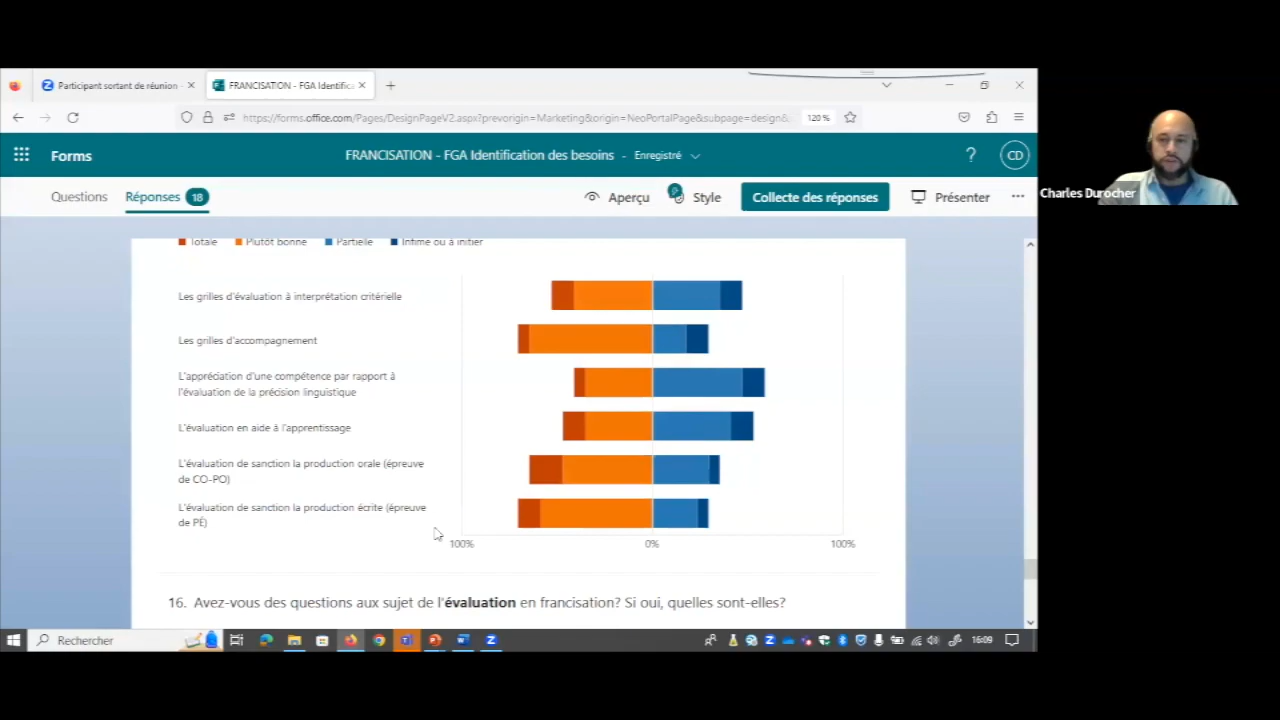 Participant sortant de réunion -
FRANCISATION - FGA Identifica
https://forms.office.com/Pages/DesignPageV2.aspx?prevorigin=Marketing&origin=NeoPortalPage&subpage=design&
120 %
Forms
FRANCISATION - FGA Identification des besoins - Enregistré
? CD
Questions
Réponses 18
Aperçu
Style
Collecte des réponses
Présenter
Charles Durocher
Totale Plutôt bonne Partielle Infime ou à initier
Les grilles d'évaluation à interprétation critérielle
Les grilles d'accompagnement
L'appréciation d'une compétence par rapport à
l'évaluation de la précision linguistique
L'évaluation en aide à l'apprentissage
L'évaluation de sanction la production orale (épreuve
de CO-PO)
L'évaluation de sanction la production écrite (épreuve
de PÉ)
100% 0% 100%
16. Avez-vous des questions aux sujet de l'évaluation en francisation? Si oui, quelles sont-elles?
Rechercher
16:09